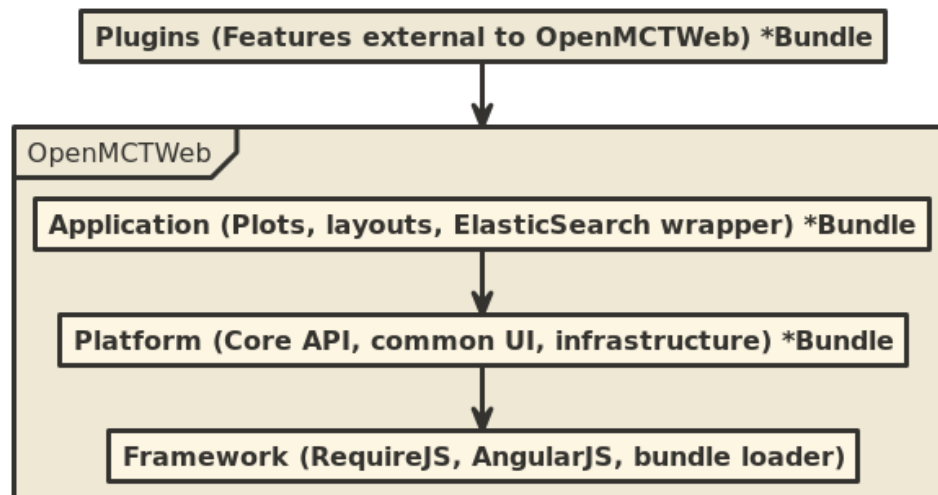 Plugins (Features external to OpenMCTWeb) *Bundle
OpenMCTWeb
Application (Plots, layouts, ElasticSearch wrapper) *Bundle
Platform (Core API, common UI, infrastructure) *Bundle
Framework (RequireJS, AngularJS, bundle loader)